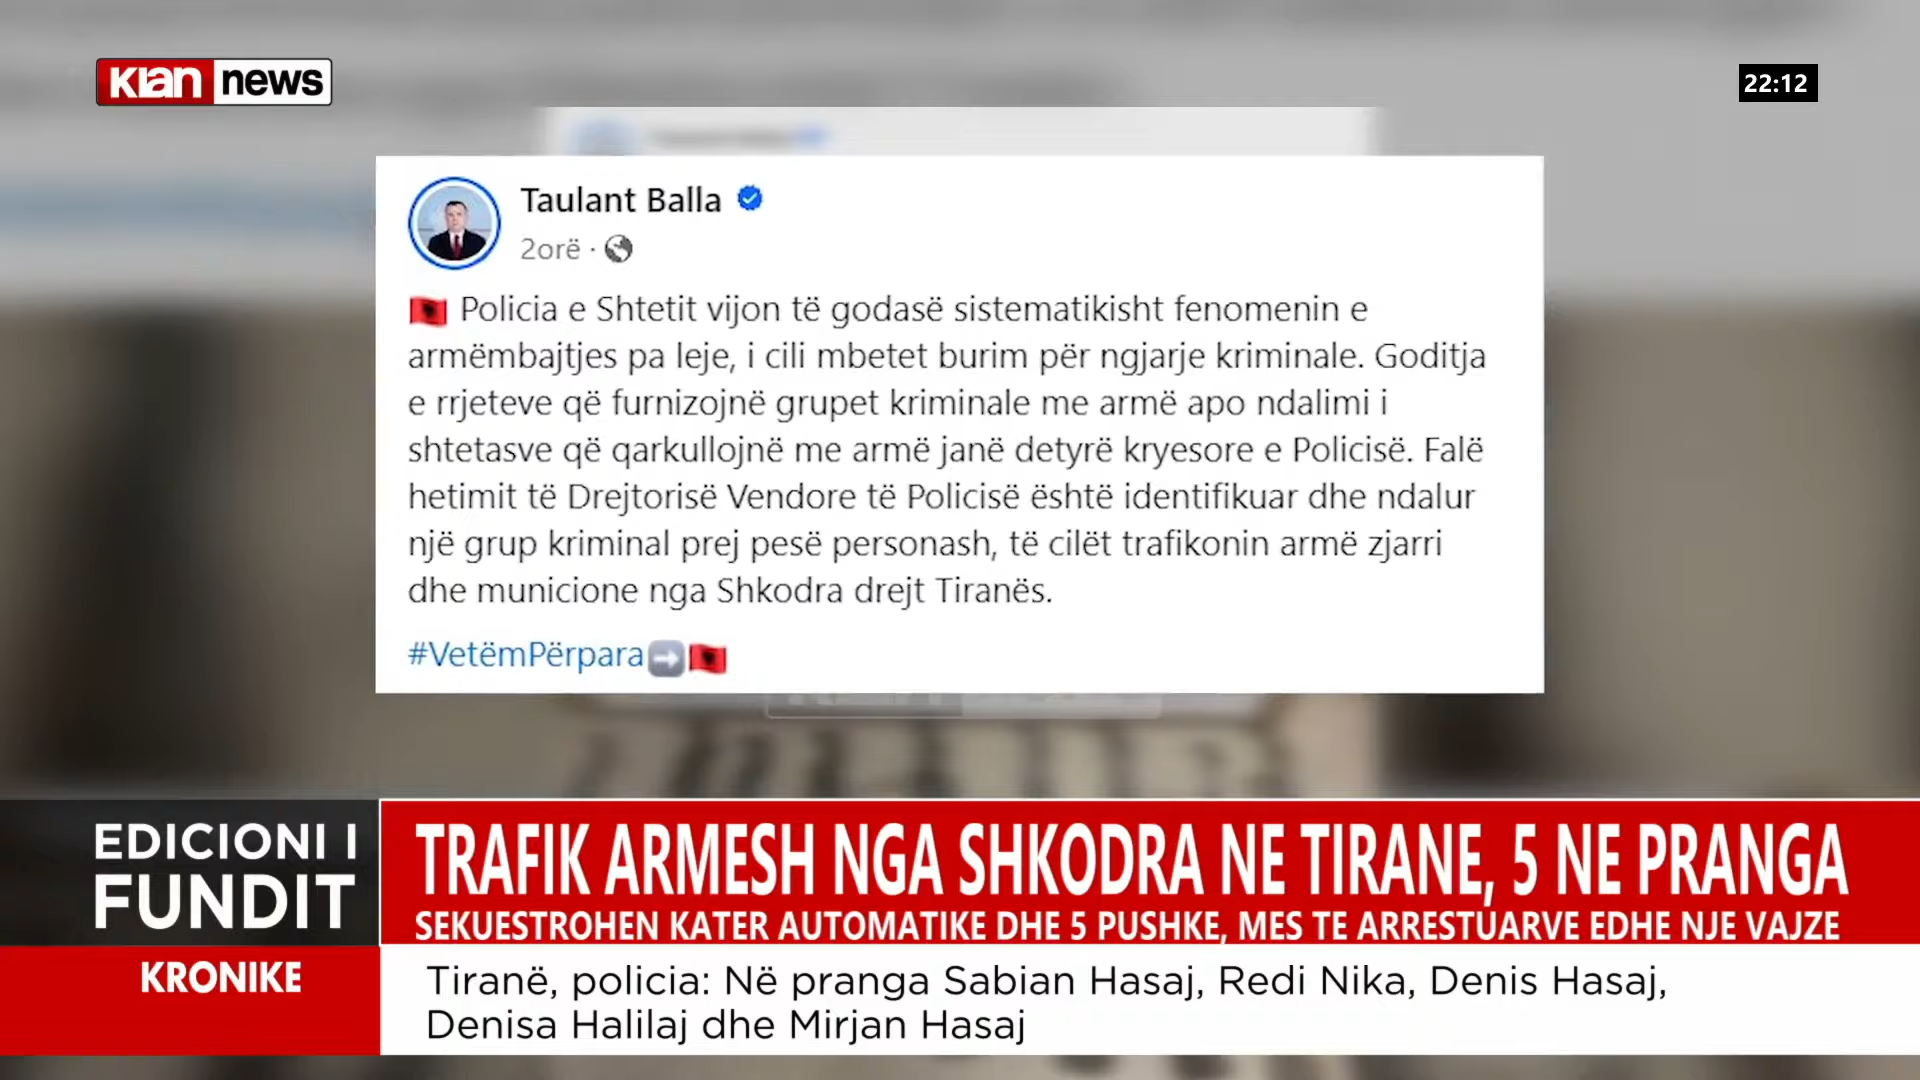 Klan news
22:12
Taulant Balla
2orë ·
Policia e Shtetit vijon të godasë sistematikisht fenomenin e
armëmbajtjes pa leje, i cili mbetet burim për ngjarje kriminale. Goditja
e rrjeteve që furnizojnë grupet kriminale me armë apo ndalimi i
shtetasve që qarkullojnë me armë janë detyrë kryesore e Policisë. Falë
hetimit të Drejtorisë Vendore të Policisë është identifikuar dhe ndalur
një grup kriminal prej pesë personash, të cilët trafikonin armë zjarri
dhe municione nga Shkodra drejt Tiranës.
#VetëmPërpara
EDICIONI I
FUNDIT
TRAFIK ARMESH NGA SHKODRA NE TIRANE, 5 NE PRANGA
SEKUESTROHEN KATER AUTOMATIKE DHE 5 PUSHKE, MES TE ARRESTUARVE EDHE NJE VAJZE
KRONIKE
Tiranë, policia: Në pranga Sabian Hasaj, Redi Nika, Denis Hasaj,
Denisa Halilaj dhe Mirjan Hasaj